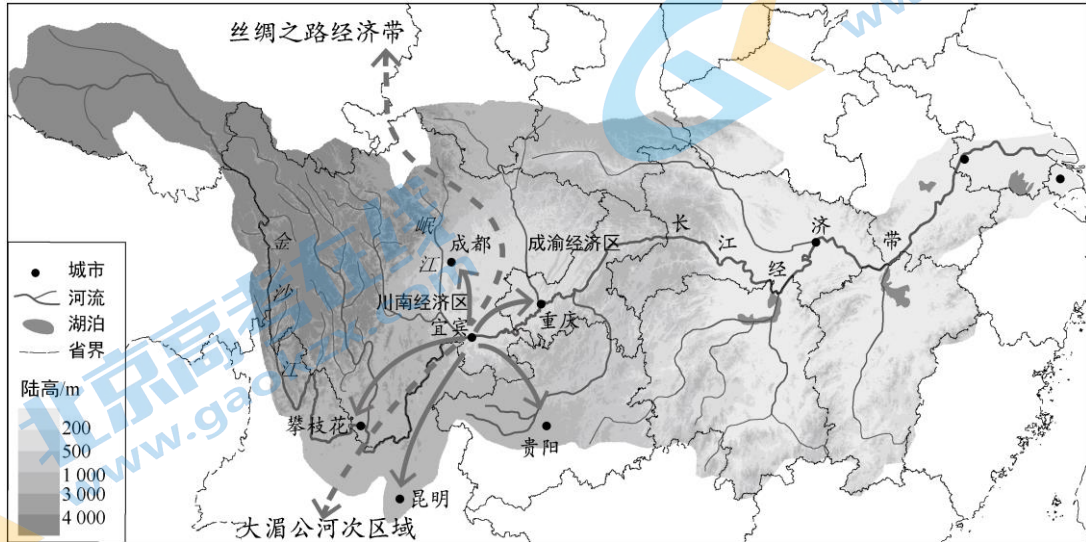 丝绸之路经济带
金
沙
江
岷
江
成都
成渝经济区
长
江
经
济
带
川南经济区
宜宾
重庆
攀枝花
贵阳
昆明
大湄公河次区域
城市
河流
湖泊
省界
陆高/m
200
500
1 000
3 000
4 000
北京高考在线
www.gaok
w